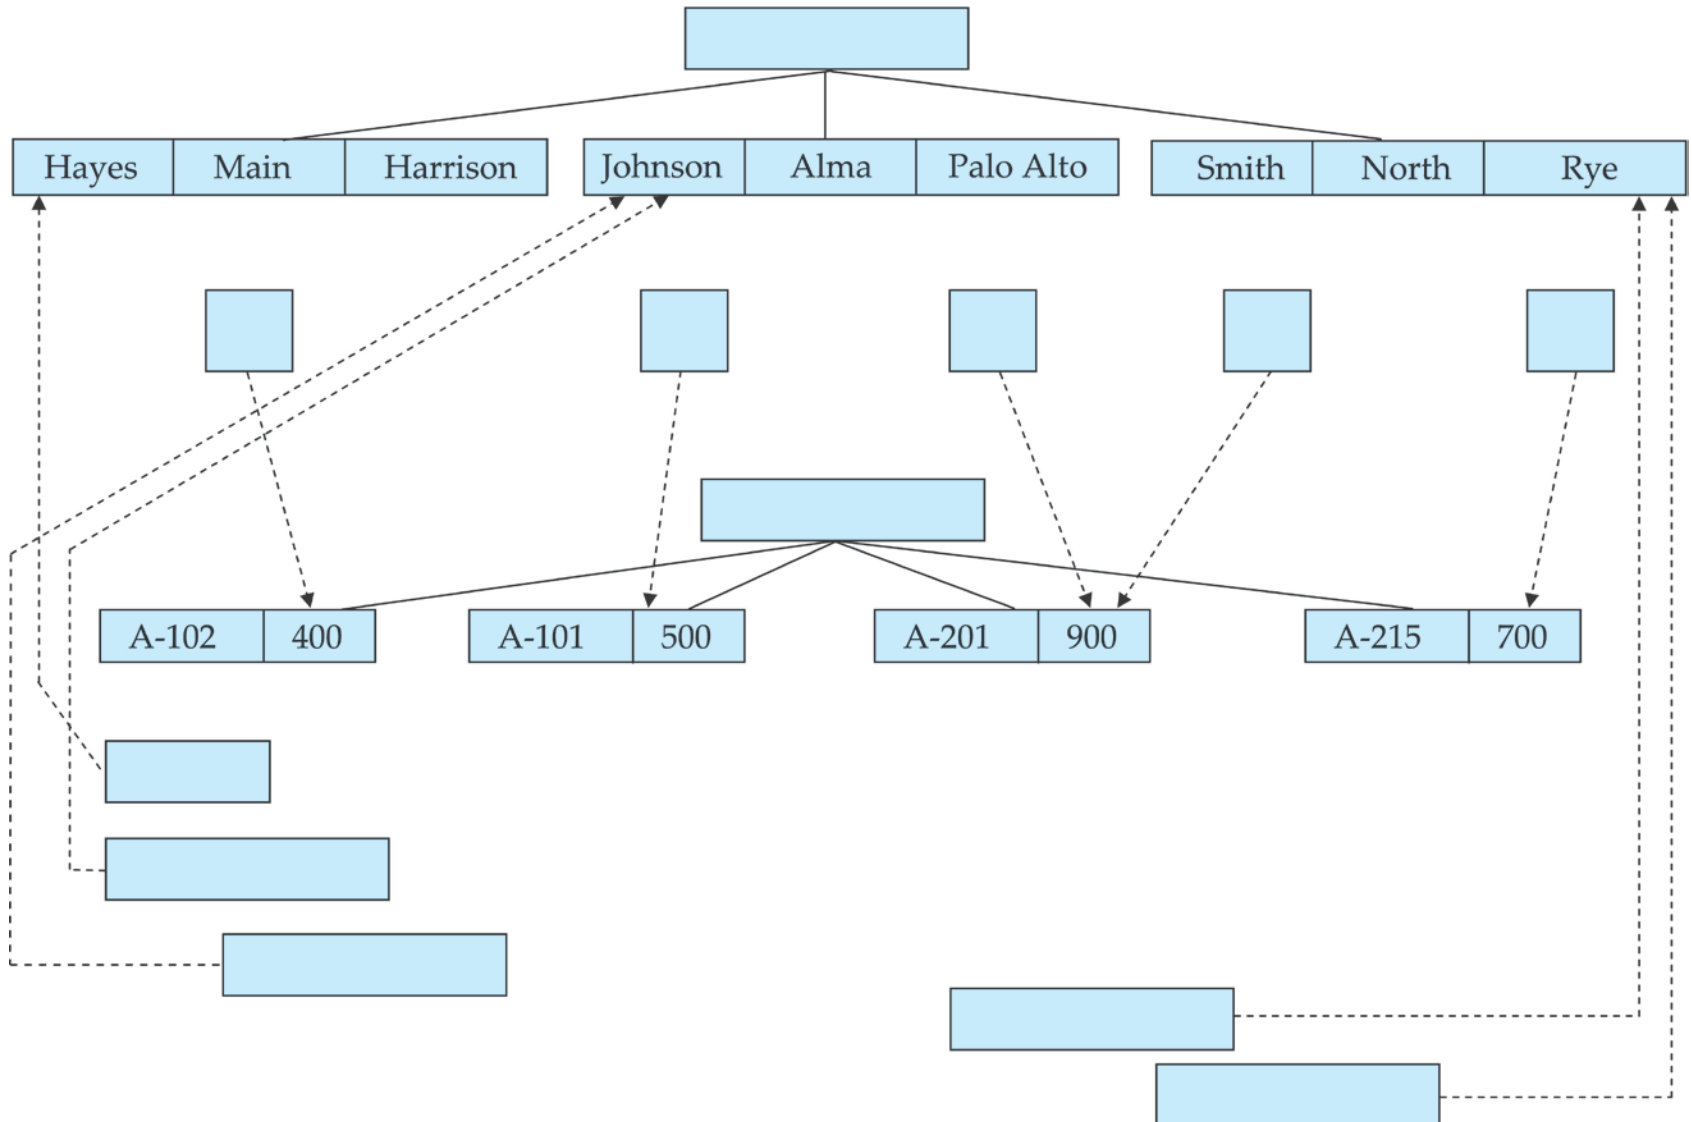 Hayes Main Harrison Johnson Alma Palo Alto Smith North Rye
A-102 400 A-101 500 A-201 900 A-215 700